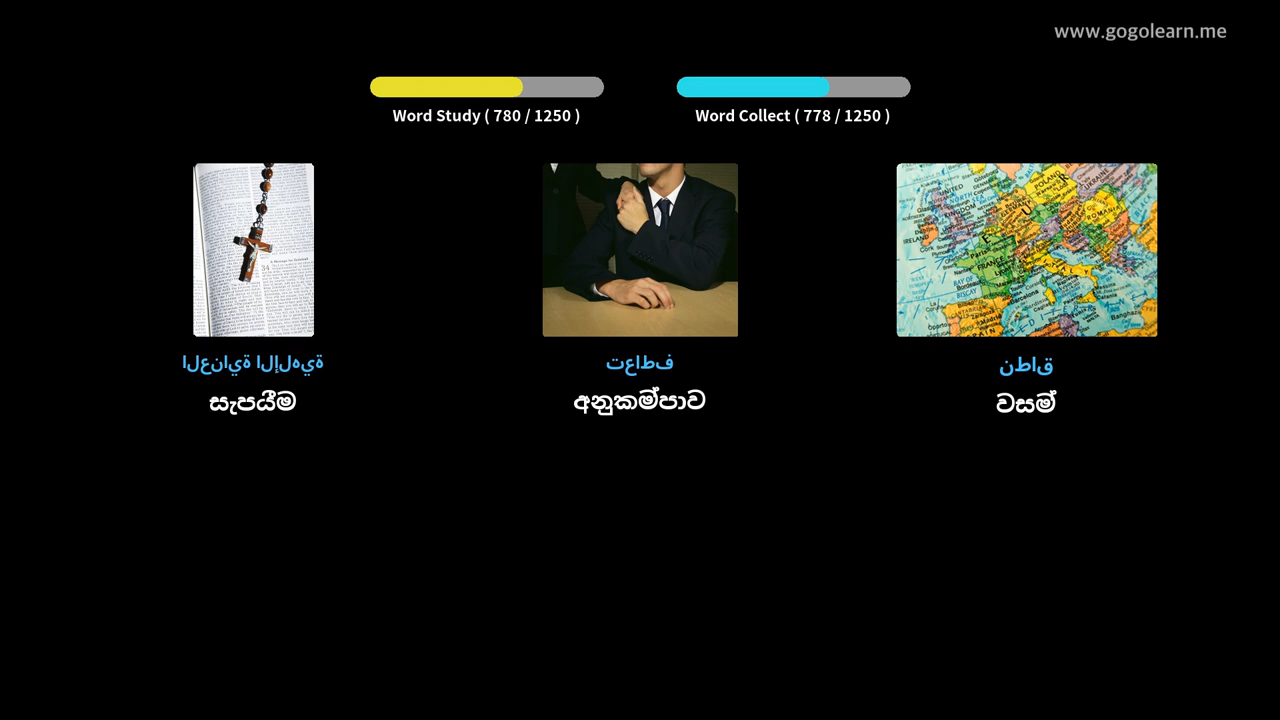 www.gogolearn.me
Word Study ( 780 / 1250 )
Word Collect ( 778 / 1250 )
العناية الإلهية
تعاطف
نطاق
සැපයීම
අනුකම්පාව
වසම්
POLAND